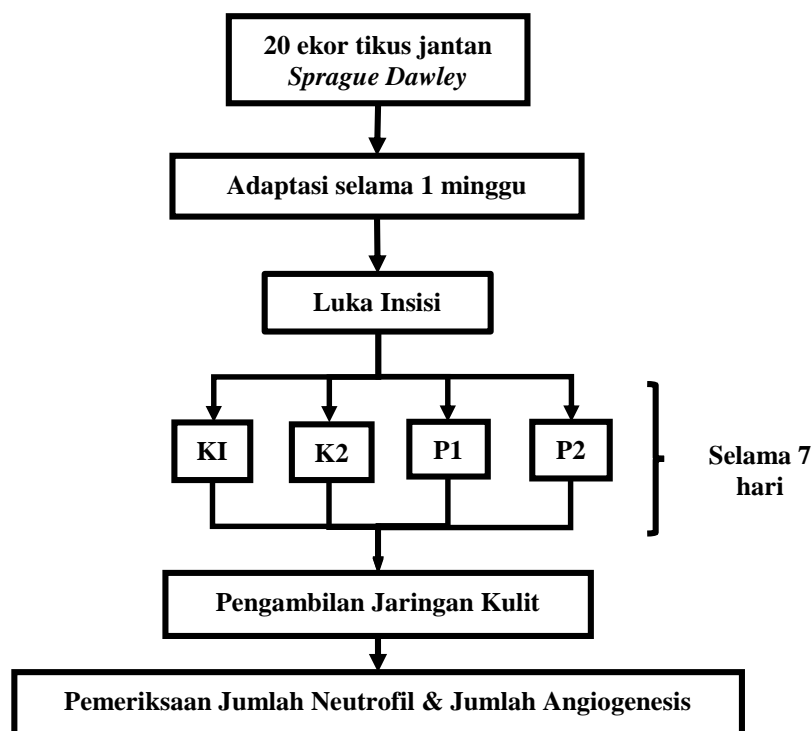 20 ekor tikus jantan
Sprague Dawley
Adaptasi selama 1 minggu
Luka Insisi
KI
K2
P1
P2
Selama 7
hari
Pengambilan Jaringan Kulit
Pemeriksaan Jumlah Neutrofil & Jumlah Angiogenesis